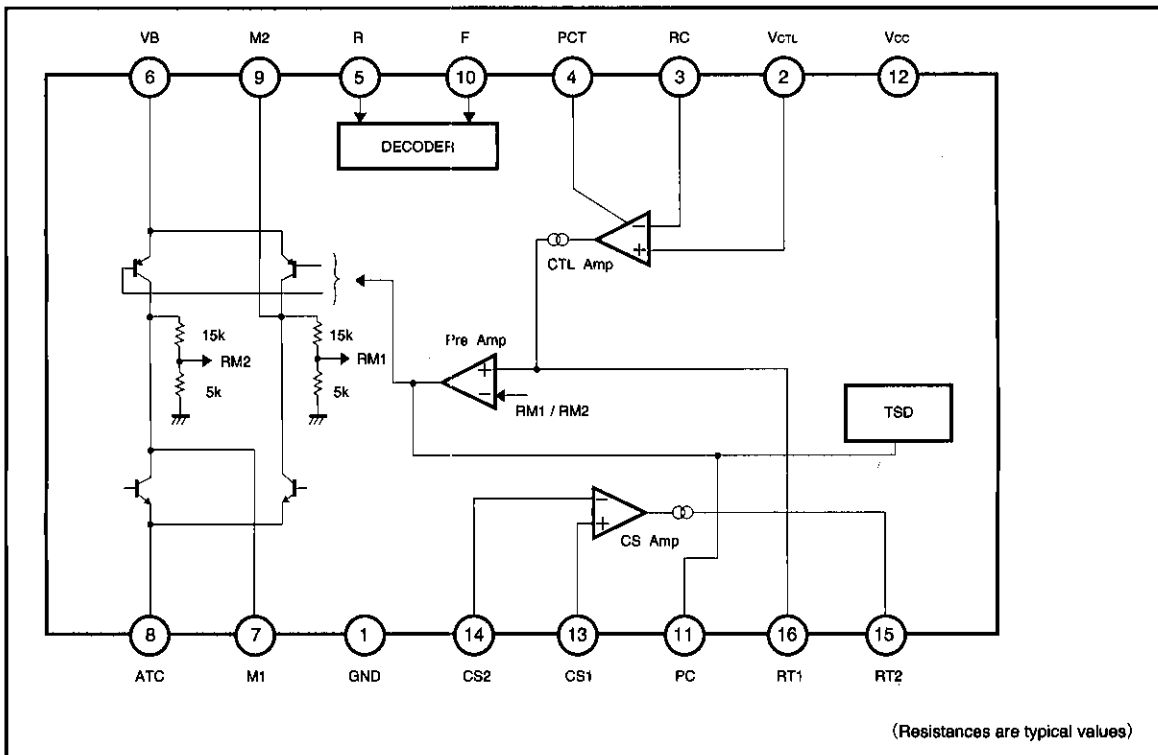 VB M2 R F PCT RC VCTL VCC
6 9 5 10 4 3 2 12
DECODER
− +
CTL Amp
15k 15k
RM2 RM1
5k 5k
Pre Amp
+ −
RM1 / RM2
TSD
− +
CS Amp
8 7 1 14 13 11 16 15
ATC M1 GND CS2 CS1 PC RT1 RT2
(Resistances are typical values)